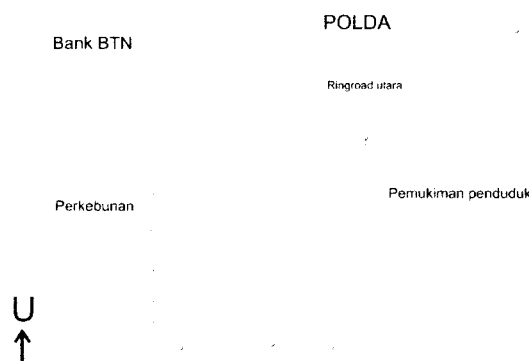 POLDA
Bank BTN
Ringroad utara
Pemukiman penduduk
Perkebunan
U